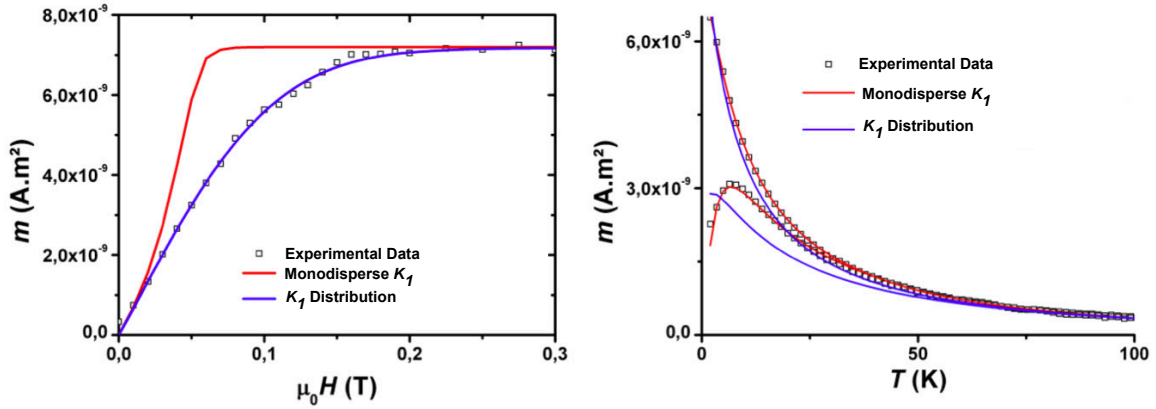 8,0x10⁻⁹
6,0x10⁻⁹
4,0x10⁻⁹
2,0x10⁻⁹
0,0
m (A.m²)
0,0
0,1
0,2
0,3
μ₀H (T)
Experimental Data
Monodisperse K₁
K₁ Distribution
6,0x10⁻⁹
3,0x10⁻⁹
0,0
m (A.m²)
0
50
100
T (K)
Experimental Data
Monodisperse K₁
K₁ Distribution